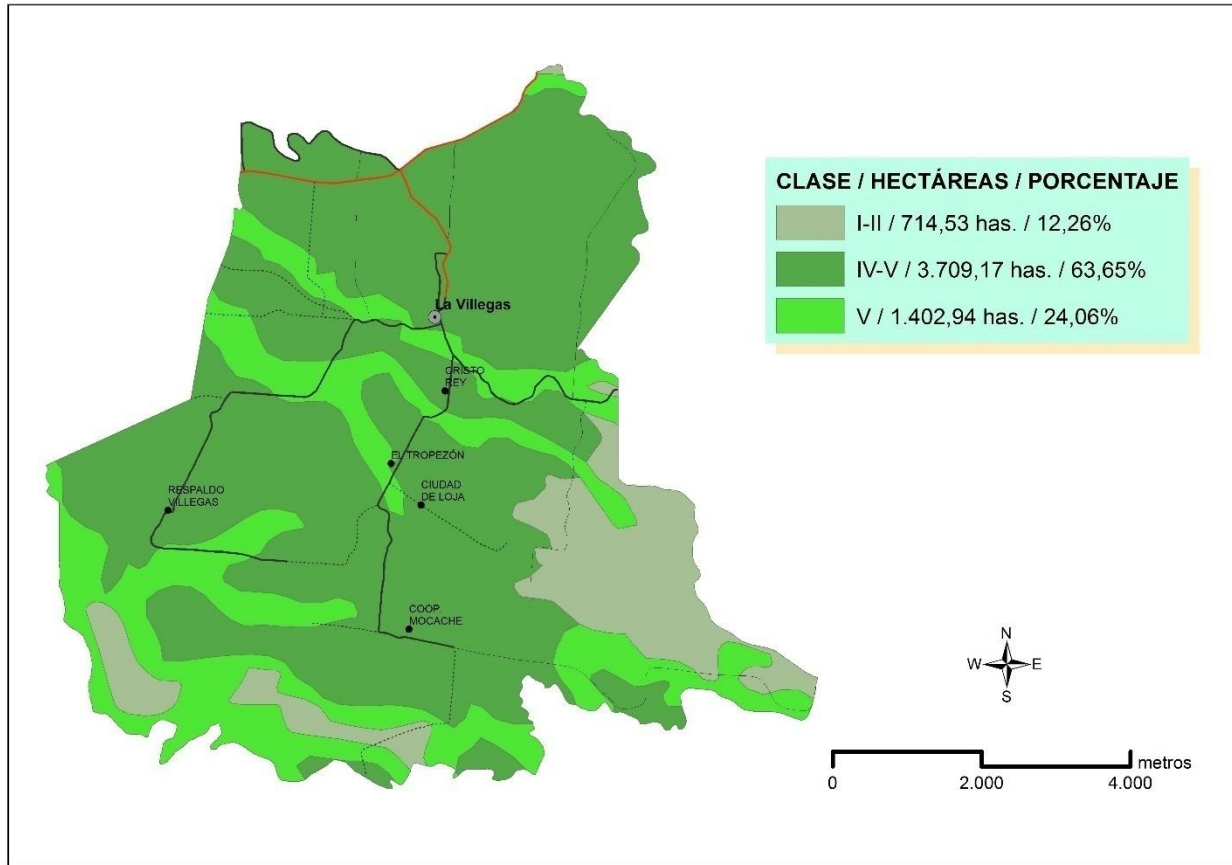 CLASE / HECTÁREAS / PORCENTAJE
I-II / 714,53 has. / 12,26%
IV-V / 3.709,17 has. / 63,65%
V / 1.402,94 has. / 24,06%
La Villegas
CRISTO
REY
EL TROPEZÓN
CIUDAD
DE LOJA
RESPALDO
VILLEGAS
COOP
MOCACHE
N
W E
S
metros
0 2.000 4.000